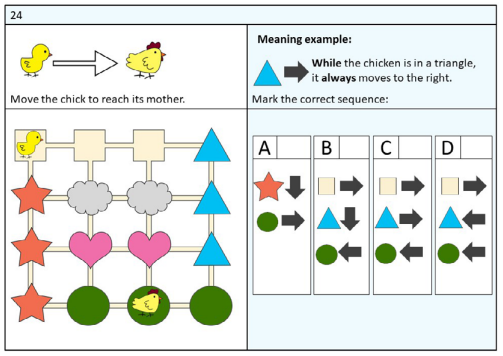 24
Meaning example:
While the chicken is in a triangle,
it always moves to the right.
Move the chick to reach its mother.
Mark the correct sequence:
A
B
C
D